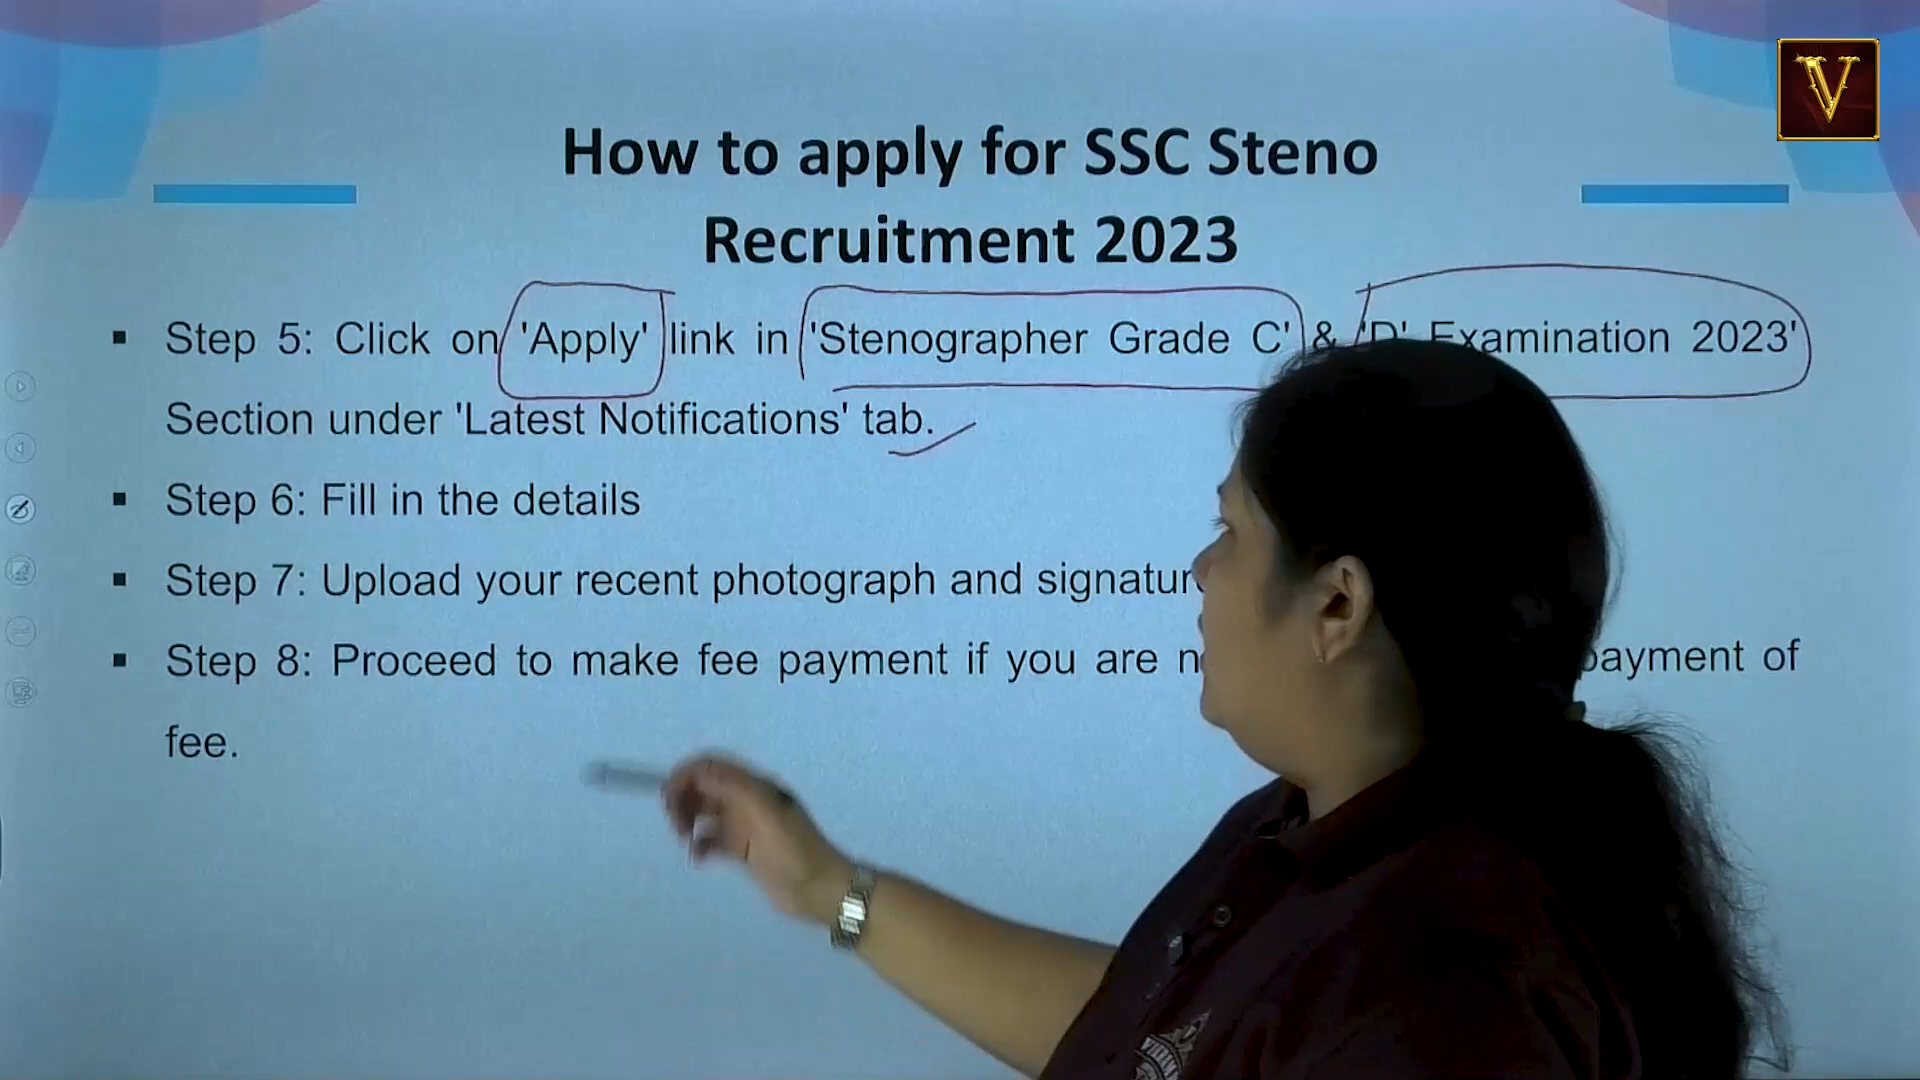 V
How to apply for SSC Steno
Recruitment 2023
▪ Step 5: Click on 'Apply' link in 'Stenographer Grade C' & 'D' Examination 2023'
Section under 'Latest Notifications' tab.
▪ Step 6: Fill in the details
▪ Step 7: Upload your recent photograph and
▪ Step 8: Proceed to make fee payment if you are payment of
fee.